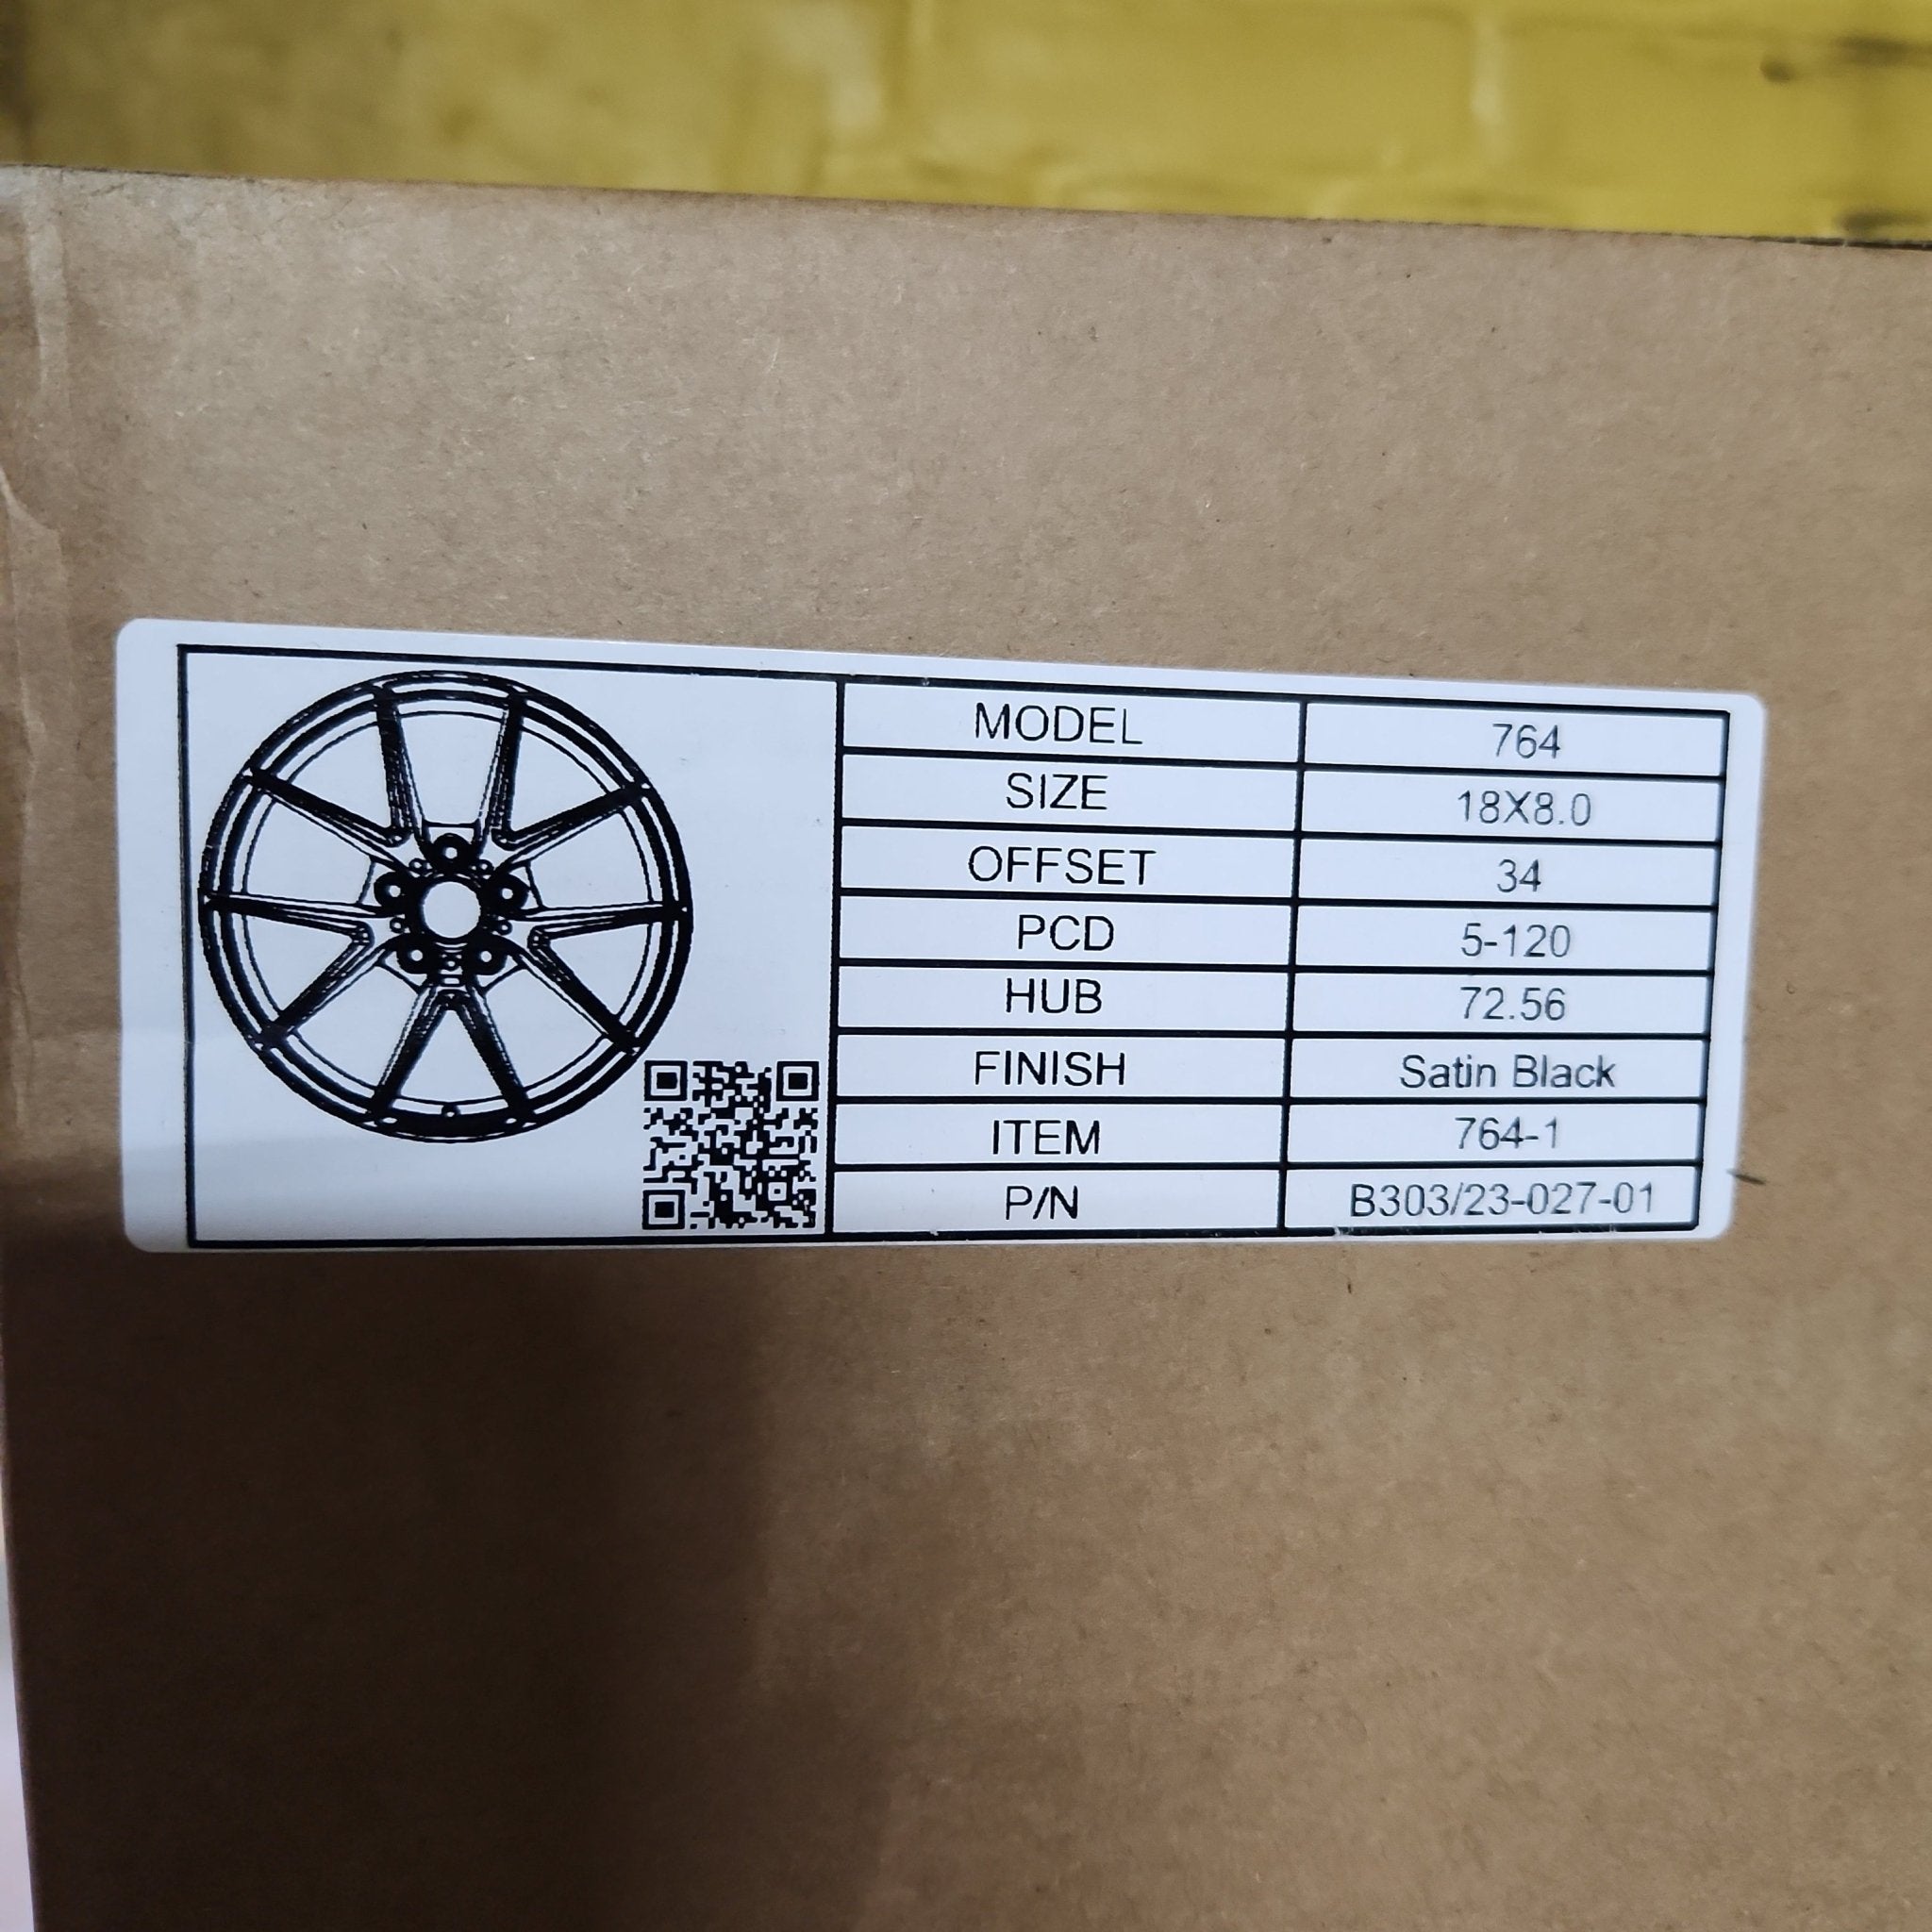 MODEL 764
SIZE 18X8.0
OFFSET 34
PCD 5-120
HUB 72.56
FINISH Satin Black
ITEM 764-1
P/N B303/23-027-01